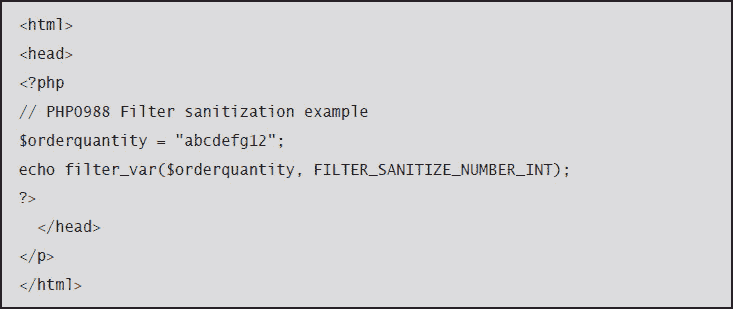 <html>
<head>
<?php
// PHP0988 Filter sanitization example
$orderquantity = "abcdefg12";
echo filter_var($orderquantity, FILTER_SANITIZE_NUMBER_INT);
?>
</head>
</p>
</html>